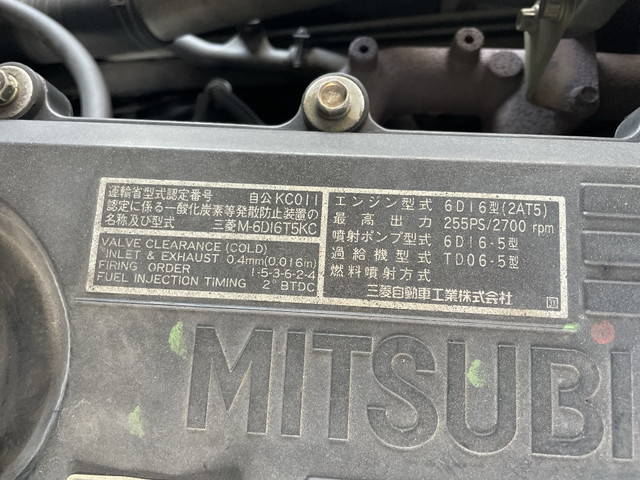 運輸省型式認定番号 自公KC011
認定に係る一酸化炭素等発散防止装置の
名称及び型式 三菱M-6D16T5KC
VALVE CLEARANCE (COLD)
INLET & EXHAUST 0.4mm(0.016in)
FIRING ORDER 1-5-3-6-2-4
FUEL INJECTION TIMING 2° BTDC
エンジン型式 6D16型(2AT5)
最高出力 255PS/2700rpm
噴射ポンプ型式 6D16-5型
過給機型式 TD06-5型
燃料噴射方式
三菱自動車工業株式会社
MITSUBI